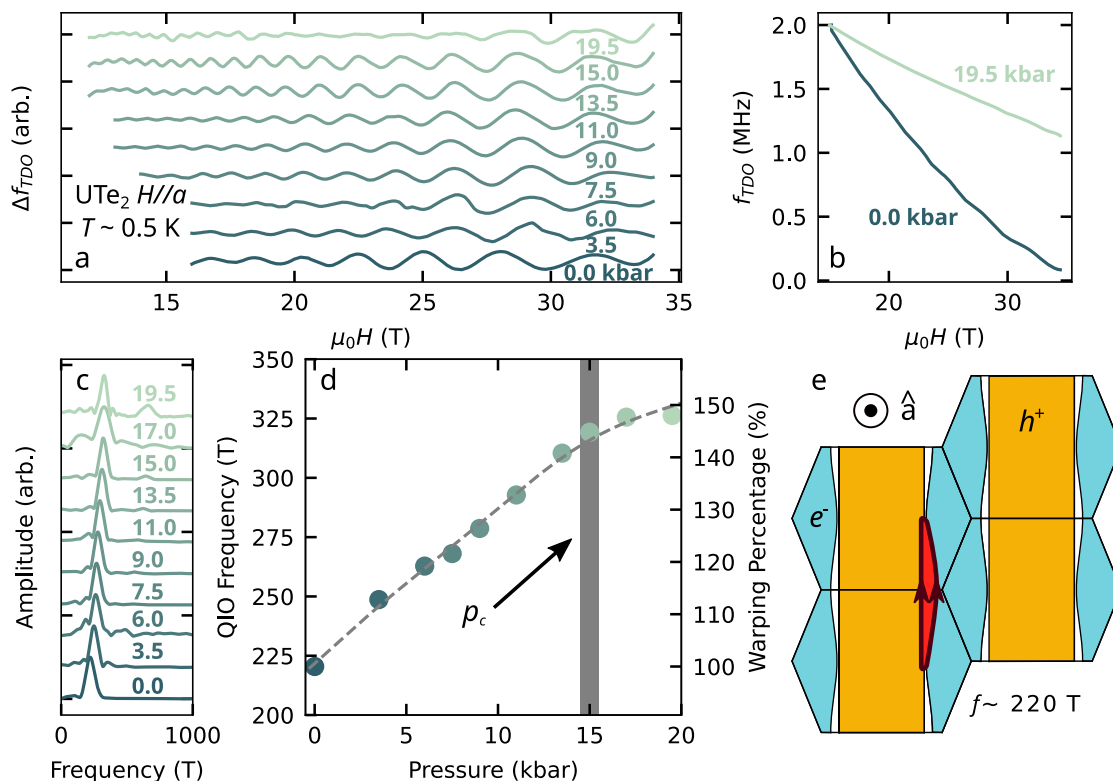 Δf_TDO (arb.)
19.5
15.0
13.5
11.0
9.0
7.5
6.0
3.5
0.0 kbar
UTe₂ H//a
T ~ 0.5 K
a
15 20 25 30 35
μ₀H (T)
f_TDO (MHz)
2.0
1.5
1.0
0.5
0.0
19.5 kbar
0.0 kbar
b
20 30
μ₀H (T)
c
Amplitude (arb.)
19.5
17.0
15.0
13.5
11.0
9.0
7.5
6.0
3.5
0.0
0 1000
Frequency (T)
d
QIO Frequency (T)
350
325
300
275
250
225
200
p_c
0 5 10 15 20
Pressure (kbar)
Warping Percentage (%)
150
140
130
120
110
100
e
â
h⁺
e⁻
f~ 220 T